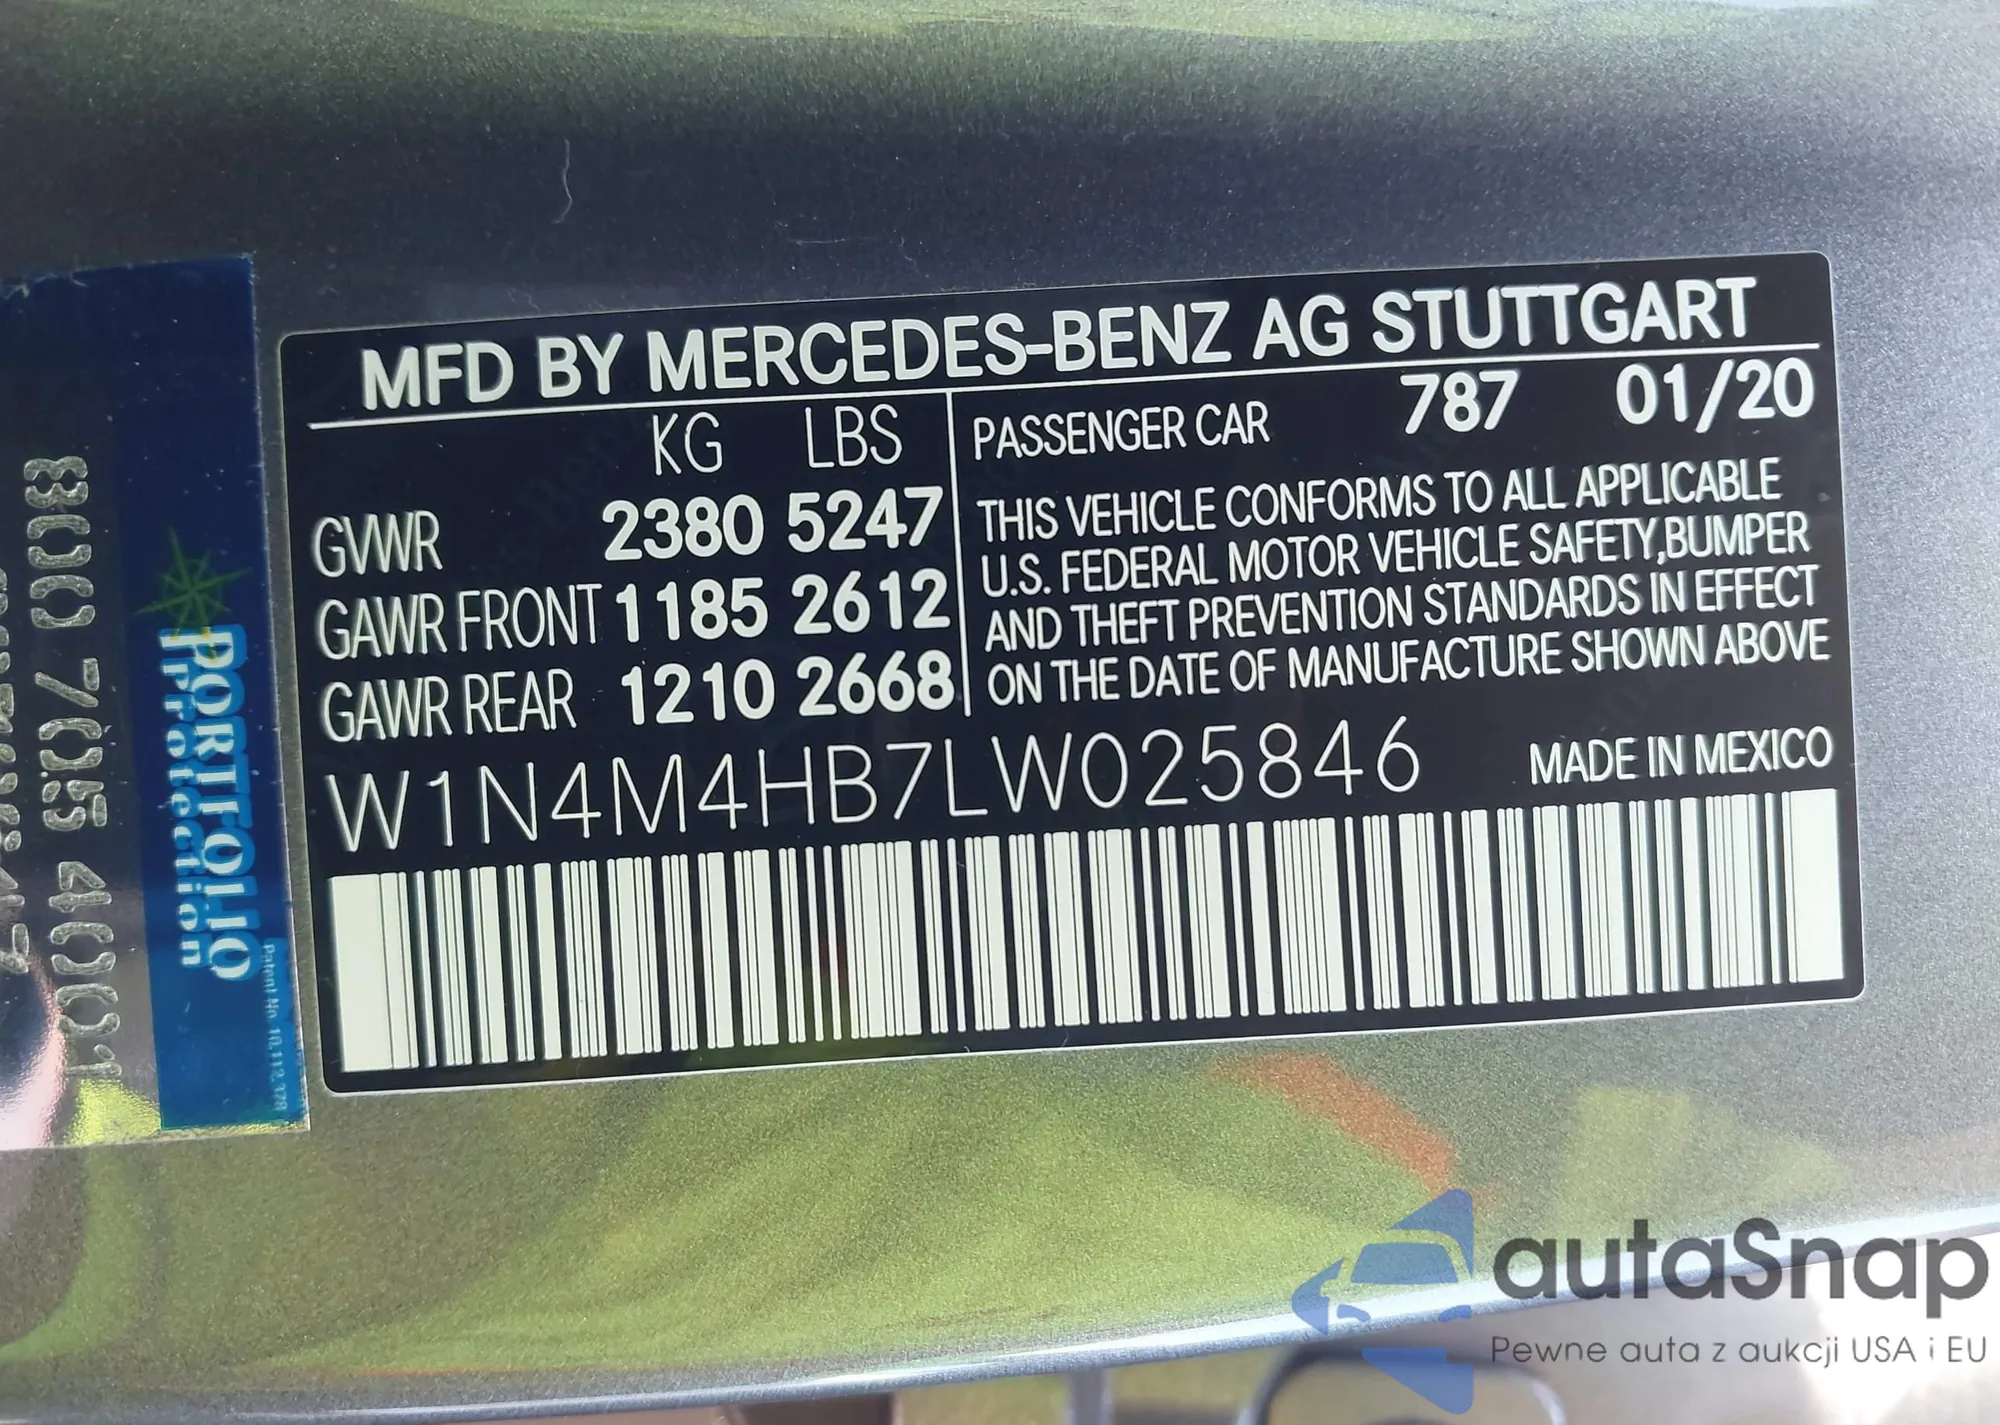 MFD BY MERCEDES-BENZ AG STUTTGART
KG LBS
GVWR 2380 5247
GAWR FRONT 1185 2612
GAWR REAR 1210 2668
PASSENGER CAR 787 01/20
THIS VEHICLE CONFORMS TO ALL APPLICABLE
U.S. FEDERAL MOTOR VEHICLE SAFETY,BUMPER
AND THEFT PREVENTION STANDARDS IN EFFECT
ON THE DATE OF MANUFACTURE SHOWN ABOVE
W1N4M4HB7LW025846
MADE IN MEXICO
PORTFOLIO
Protection
800 705 4001
autaSnap
Pewne auta z aukcji USA i EU